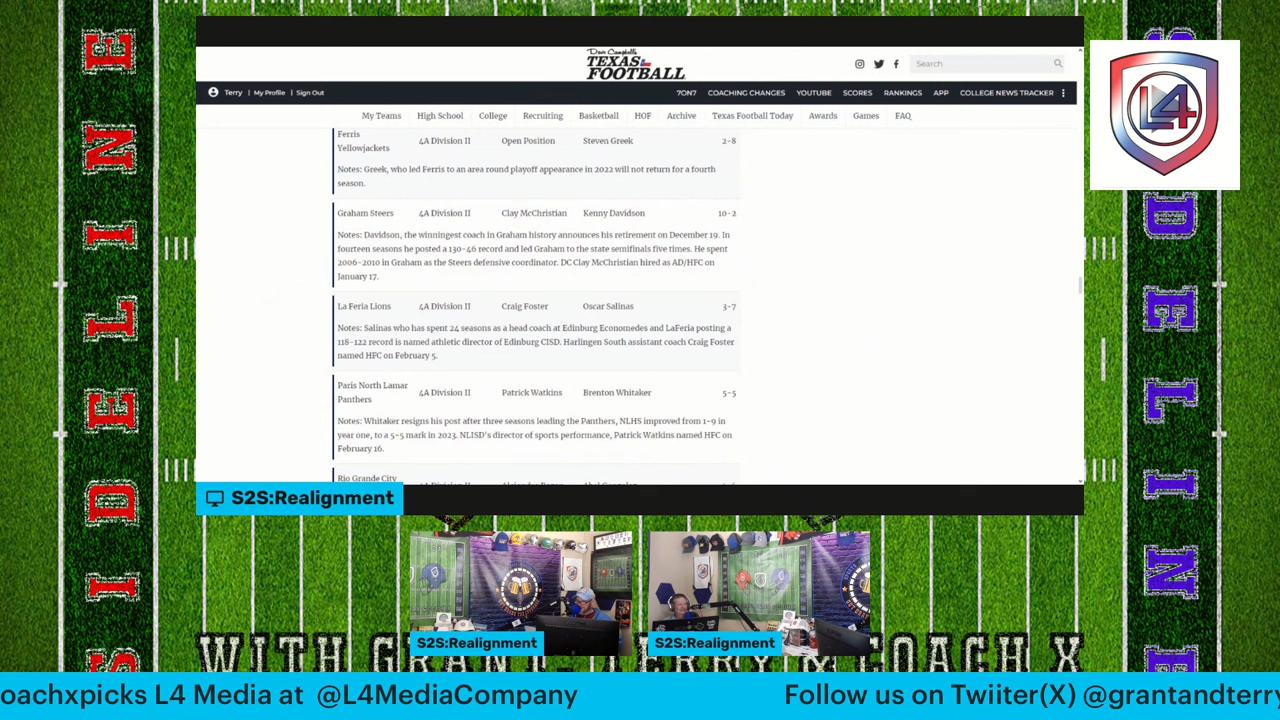 SIDELINE
SIDELINE
L4
Dave Campbell's
TEXAS
FOOTBALL
Search
Terry | My Profile | Sign Out
7ON7 COACHING CHANGES YOUTUBE SCORES RANKINGS APP COLLEGE NEWS TRACKER
My Teams High School College Recruiting Basketball HOF Archive Texas Football Today Awards Games FAQ
Ferris
Yellowjackets 4A Division II Open Position Steven Greek 2-8
Notes: Greek, who led Ferris to an area round playoff appearance in 2022 will not return for a fourth
season.
Graham Steers 4A Division II Clay McChristian Kenny Davidson 10-2
Notes: Davidson, the winningest coach in Graham history announces his retirement on December 19. In
fourteen seasons he posted a 130-46 record and led Graham to the state semifinals five times. He spent
2006-2010 in Graham as the Steers defensive coordinator. DC Clay McChristian hired as AD/HFC on
January 17.
La Feria Lions 4A Division II Craig Foster Oscar Salinas 3-7
Notes: Salinas who has spent 24 seasons as a head coach at Edinburg Economedes and LaFeria posting a
118-122 record is named athletic director of Edinburg CISD. Harlingen South assistant coach Craig Foster
named HFC on February 5.
Paris North Lamar
Panthers 4A Division II Patrick Watkins Brenton Whitaker 5-5
Notes: Whitaker resigns his post after three seasons leading the Panthers, NLHS improved from 1-9 in
year one, to a 5-5 mark in 2023. NLISD's director of sports performance, Patrick Watkins named HFC on
February 16.
Rio Grande City
S2S:Realignment
S2S:Realignment
S2S:Realignment
WITH GRANT, TERRY & COACH X
oachxpicks L4 Media at @L4MediaCompany Follow us on Twiiter(X) @grantandterry